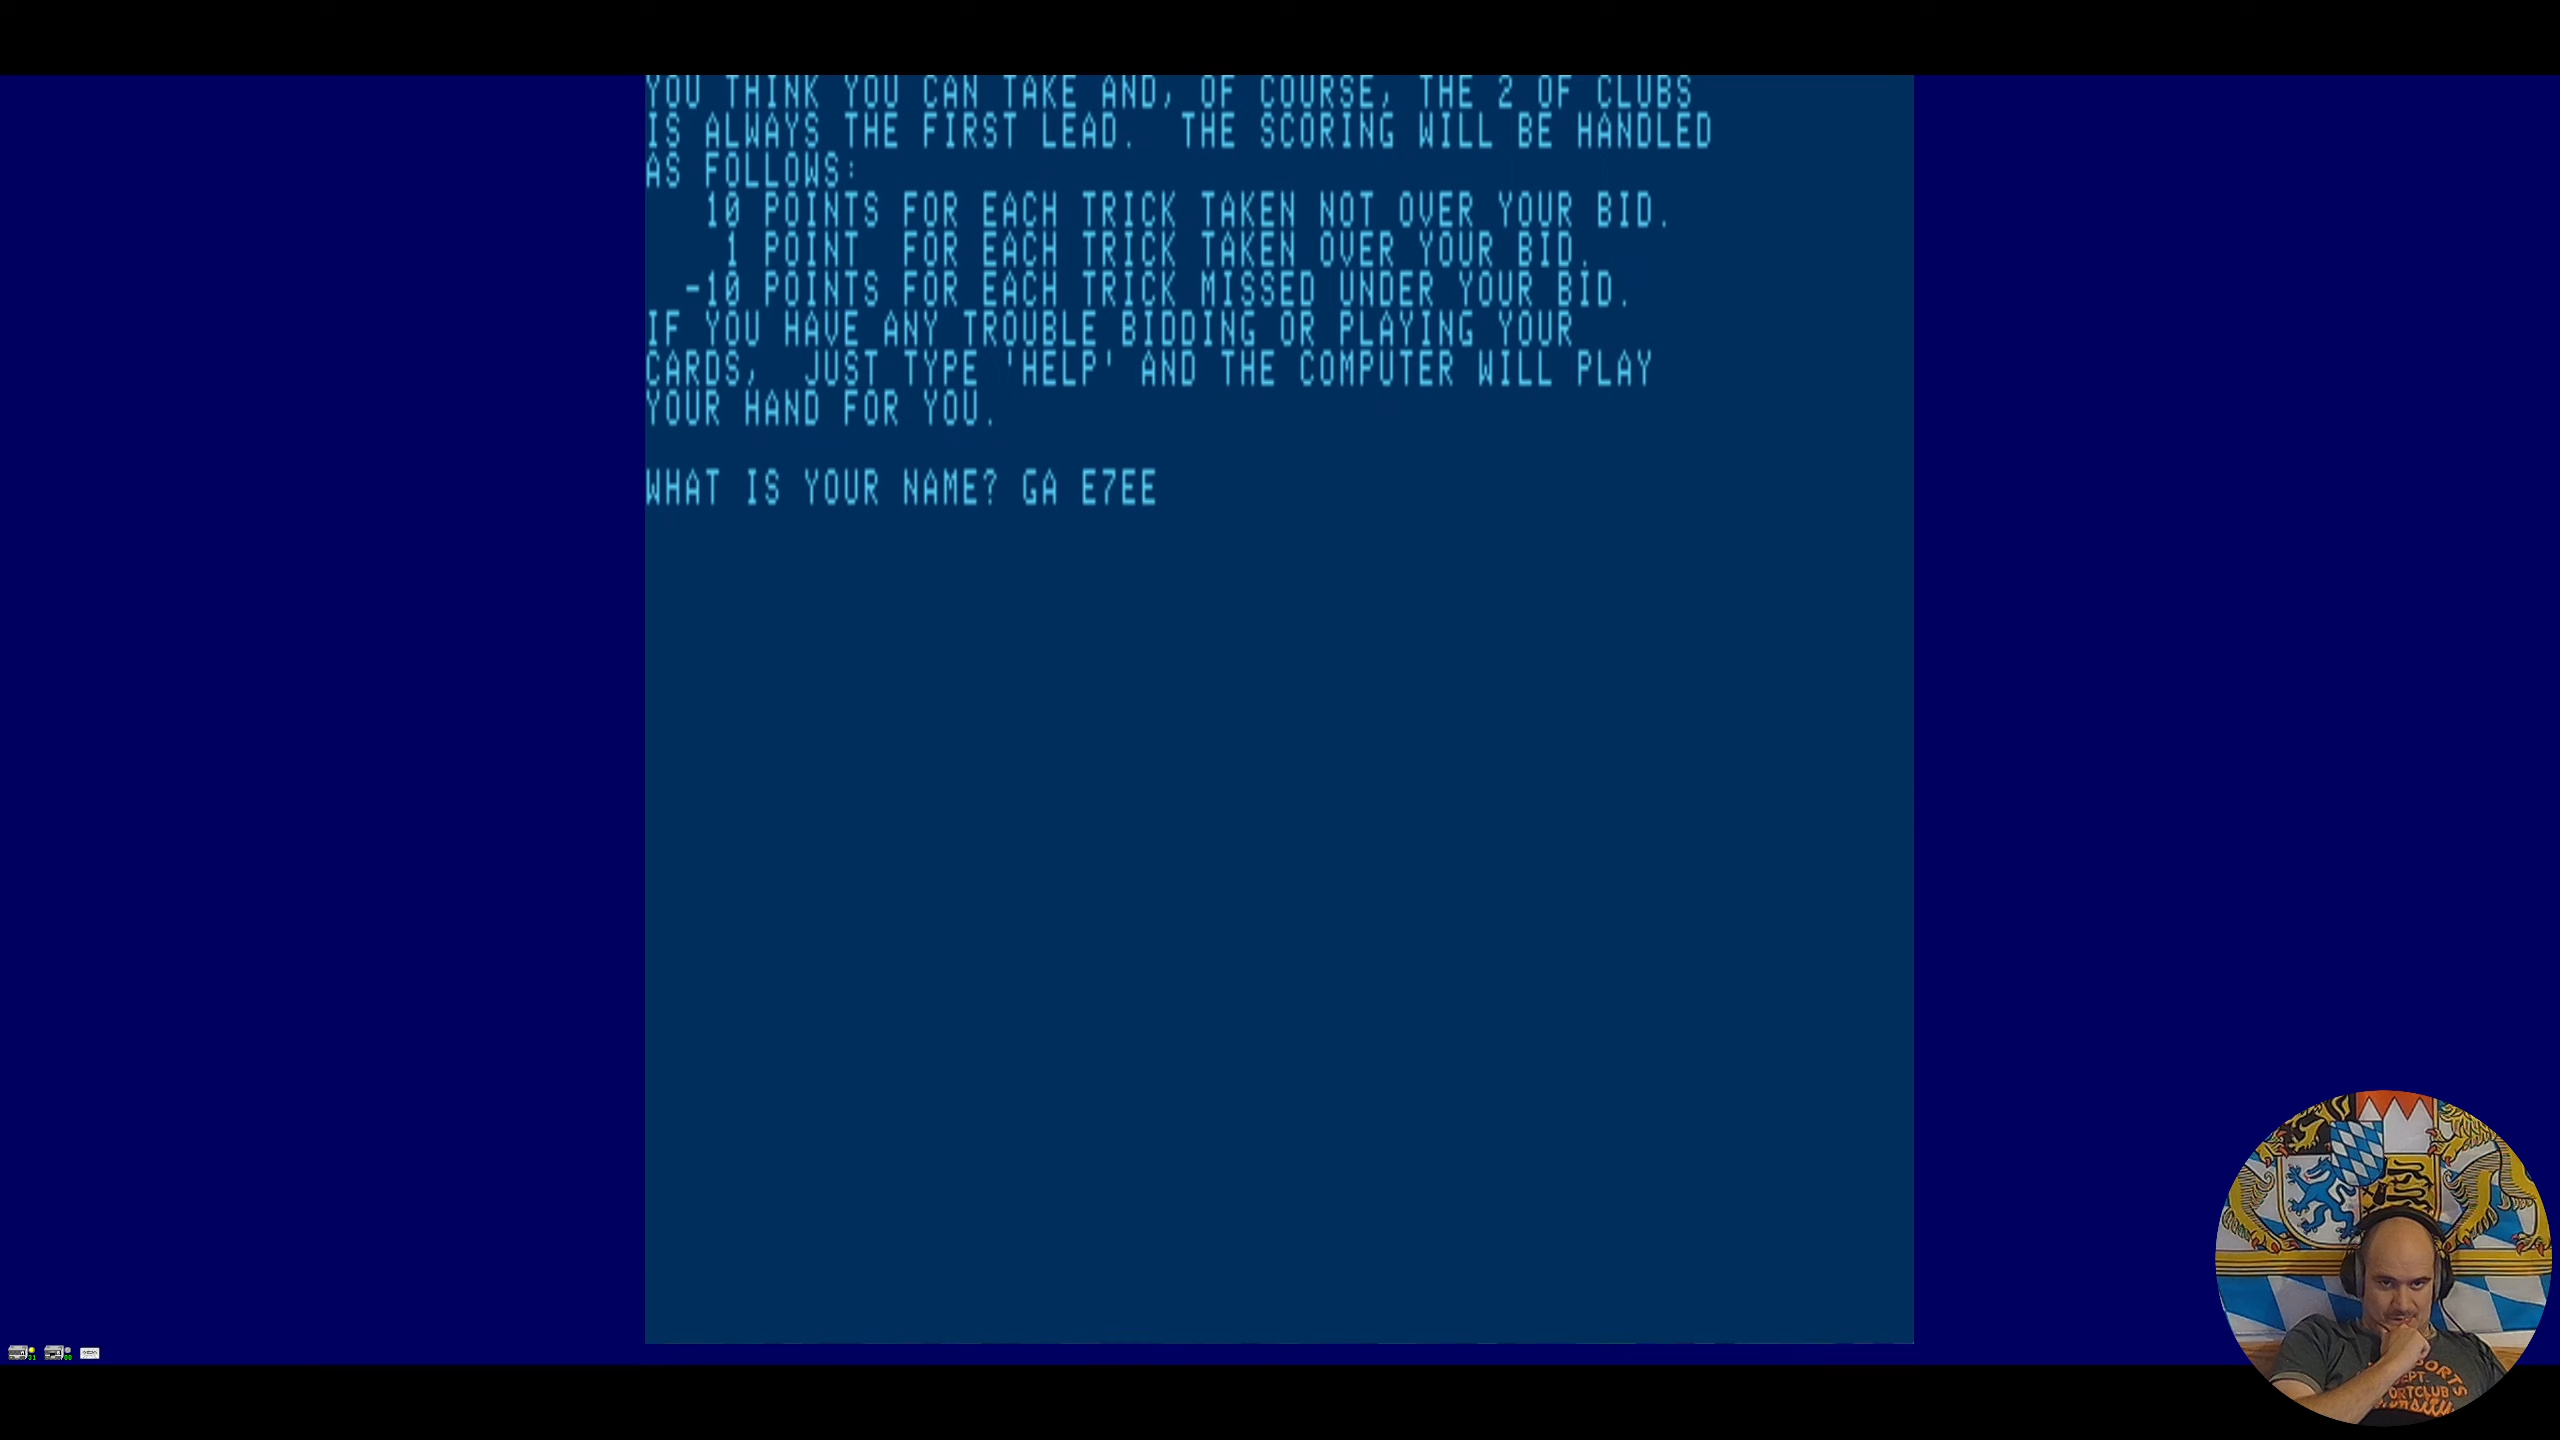 YOU THINK YOU CAN TAKE AND, OF COURSE, THE 2 OF CLUBS
IS ALWAYS THE FIRST LEAD.  THE SCORING WILL BE HANDLED
AS FOLLOWS:
10 POINTS FOR EACH TRICK TAKEN NOT OVER YOUR BID.
1 POINT  FOR EACH TRICK TAKEN OVER YOUR BID.
-10 POINTS FOR EACH TRICK MISSED UNDER YOUR BID.
IF YOU HAVE ANY TROUBLE BIDDING OR PLAYING YOUR
CARDS,  JUST TYPE 'HELP' AND THE COMPUTER WILL PLAY
YOUR HAND FOR YOU.
WHAT IS YOUR NAME? GA E7EE
31
00